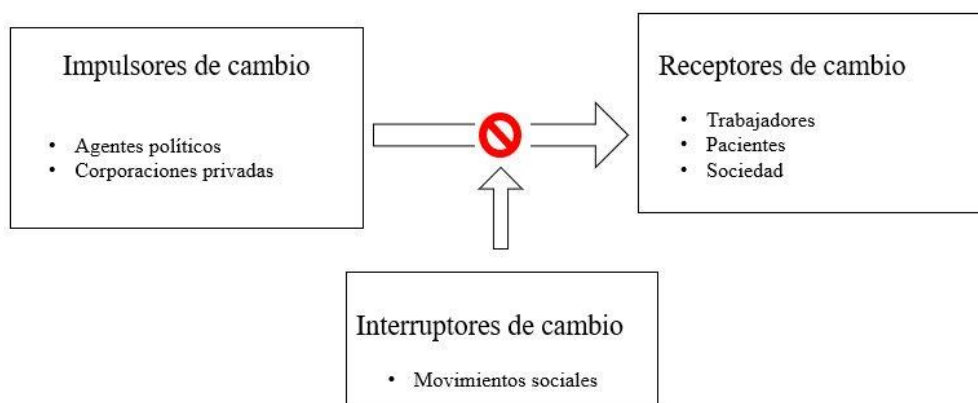 Impulsores de cambio
• Agentes políticos
• Corporaciones privadas
Receptores de cambio
• Trabajadores
• Pacientes
• Sociedad
Interruptores de cambio
• Movimientos sociales